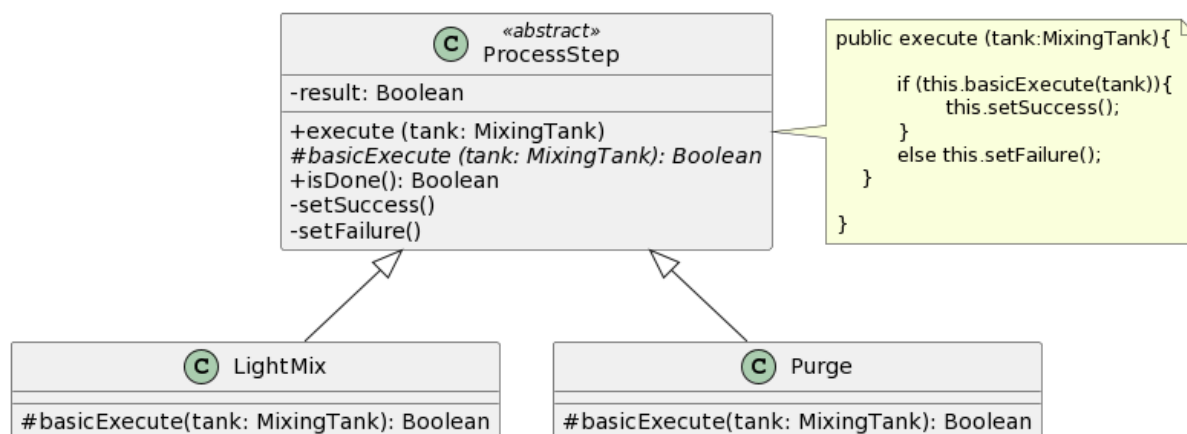 «abstract»
C ProcessStep
-result: Boolean
+execute (tank: MixingTank)
#basicExecute (tank: MixingTank): Boolean
+isDone(): Boolean
-setSuccess()
-setFailure()
public execute (tank:MixingTank){
if (this.basicExecute(tank)){
this.setSuccess();
}
else this.setFailure();
}
}
C LightMix
#basicExecute(tank: MixingTank): Boolean
C Purge
#basicExecute(tank: MixingTank): Boolean